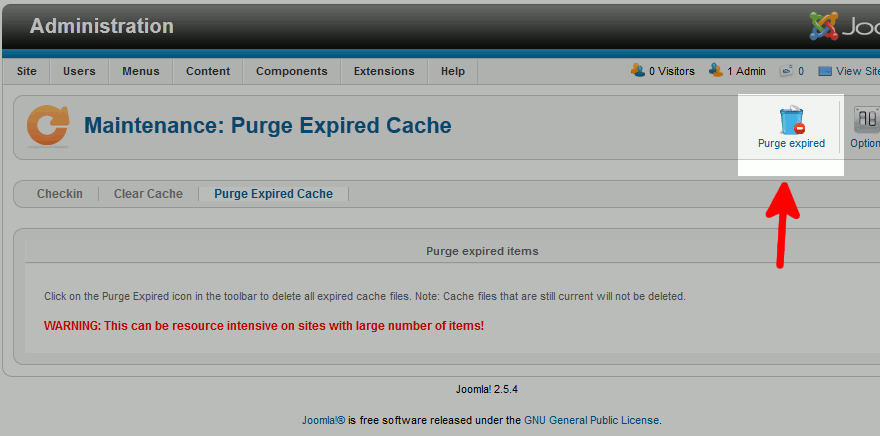 Administration
Joo
Site Users Menus Content Components Extensions Help 0 Visitors 1 Admin 0 View Site
Maintenance: Purge Expired Cache
Purge expired
Option
Checkin Clear Cache Purge Expired Cache
Purge expired items
Click on the Purge Expired icon in the toolbar to delete all expired cache files. Note: Cache files that are still current will not be deleted.
WARNING: This can be resource intensive on sites with large number of items!
Joomla! 2.5.4
Joomla!® is free software released under the GNU General Public License.